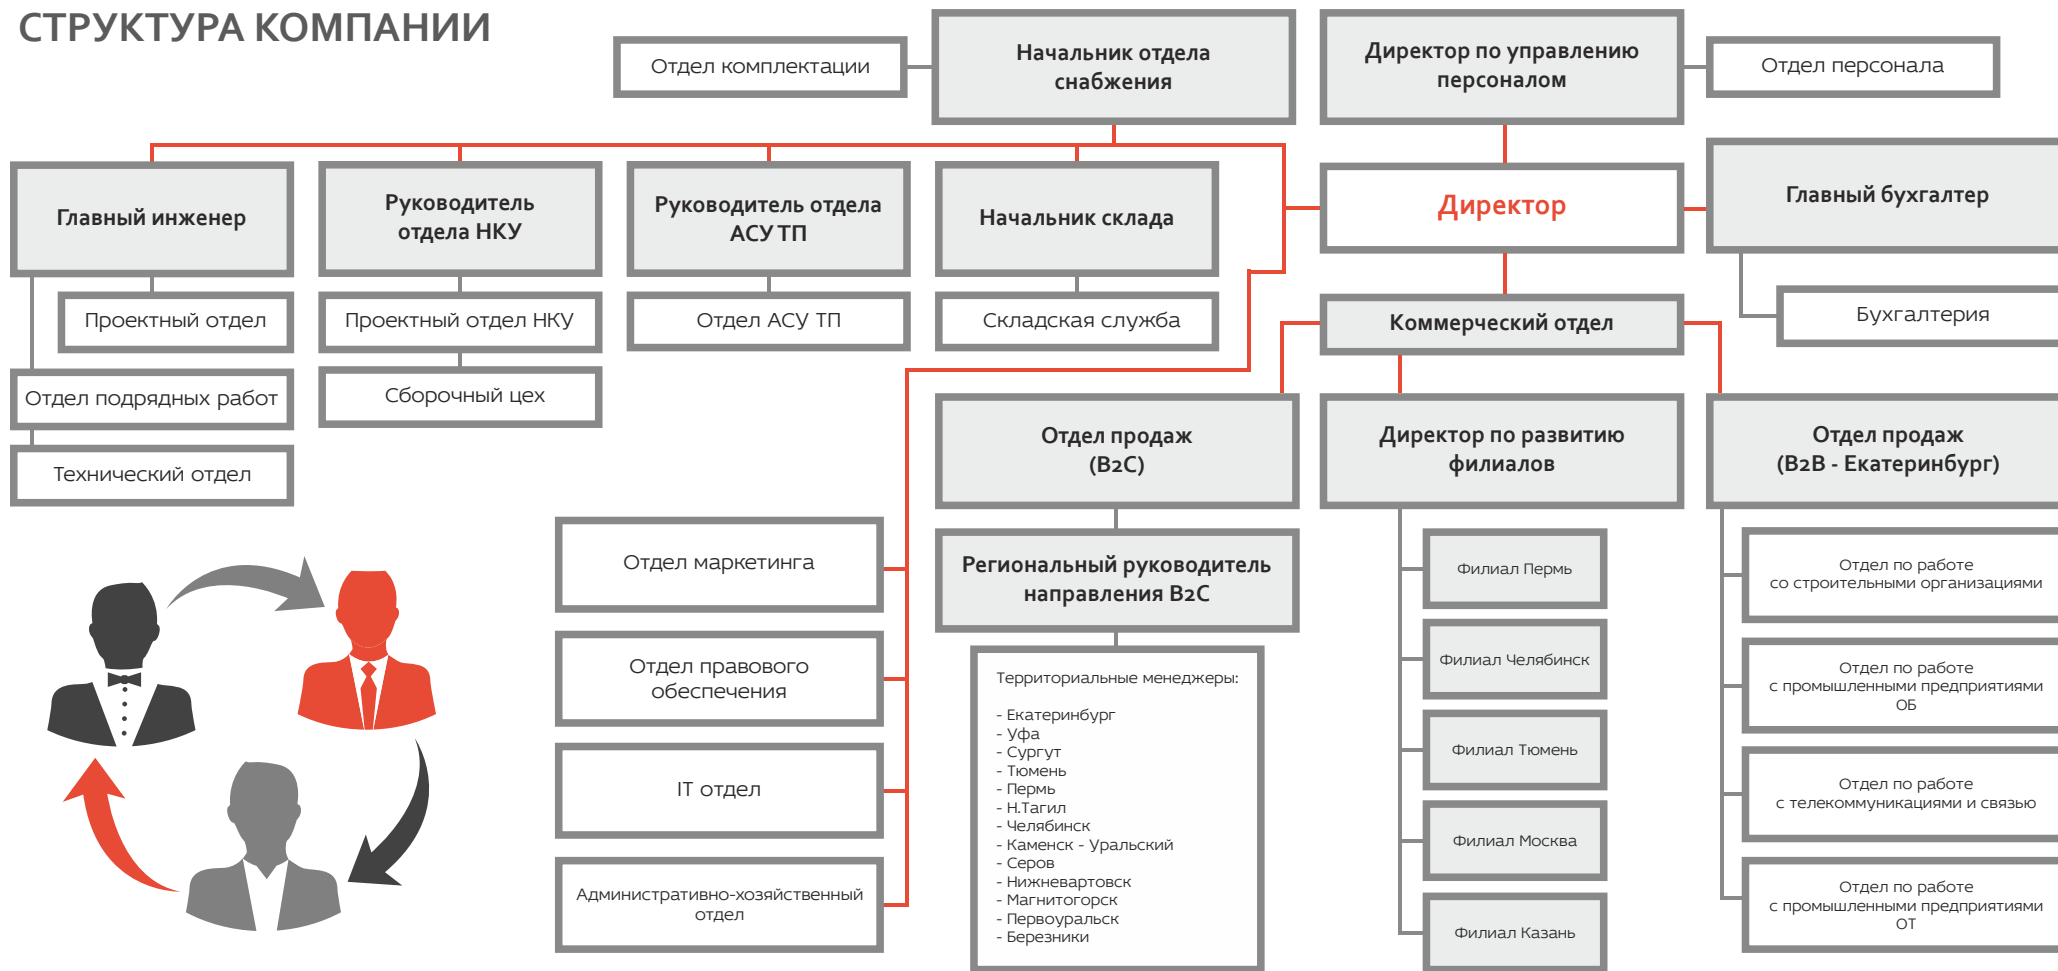 СТРУКТУРА КОМПАНИИ
Отдел комплектации
Начальник отдела
снабжения
Директор по управлению
персоналом
Отдел персонала
Главный инженер
Руководитель
отдела НКУ
Руководитель отдела
АСУ ТП
Начальник склада
Директор
Главный бухгалтер
Проектный отдел
Проектный отдел НКУ
Отдел АСУ ТП
Складская служба
Коммерческий отдел
Бухгалтерия
Отдел подрядных работ
Сборочный цех
Технический отдел
Отдел продаж
(B2C)
Директор по развитию
филиалов
Отдел продаж
(B2B - Екатеринбург)
Отдел маркетинга
Отдел правового
обеспечения
IT отдел
Административно-хозяйственный
отдел
Региональный руководитель
направления B2C
Территориальные менеджеры:
- Екатеринбург
- Уфа
- Сургут
- Тюмень
- Пермь
- Н.Тагил
- Челябинск
- Каменск - Уральский
- Серов
- Нижневартовск
- Магнитогорск
- Первоуральск
- Березники
Филиал Пермь
Филиал Челябинск
Филиал Тюмень
Филиал Москва
Филиал Казань
Отдел по работе
со строительными организациями
Отдел по работе
с промышленными предприятиями
ОБ
Отдел по работе
с телекоммуникациями и связью
Отдел по работе
с промышленными предприятиями
ОТ